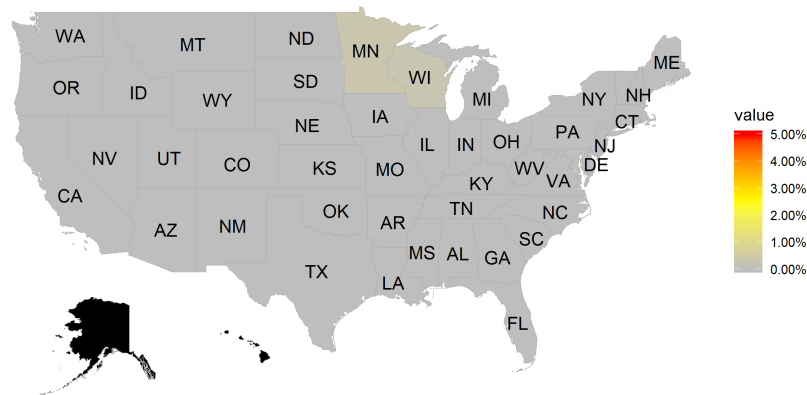 WA
MT
ND
MN
ME
OR
ID
SD
WI
MI
NY
NH
WY
IA
CT
NE
IL
IN
OH
PA
NJ
NV
UT
CO
KS
MO
WV
DE
CA
KY
VA
OK
AR
TN
NC
AZ
NM
SC
MS
AL
GA
TX
LA
FL
value
5.00%
4.00%
3.00%
2.00%
1.00%
0.00%